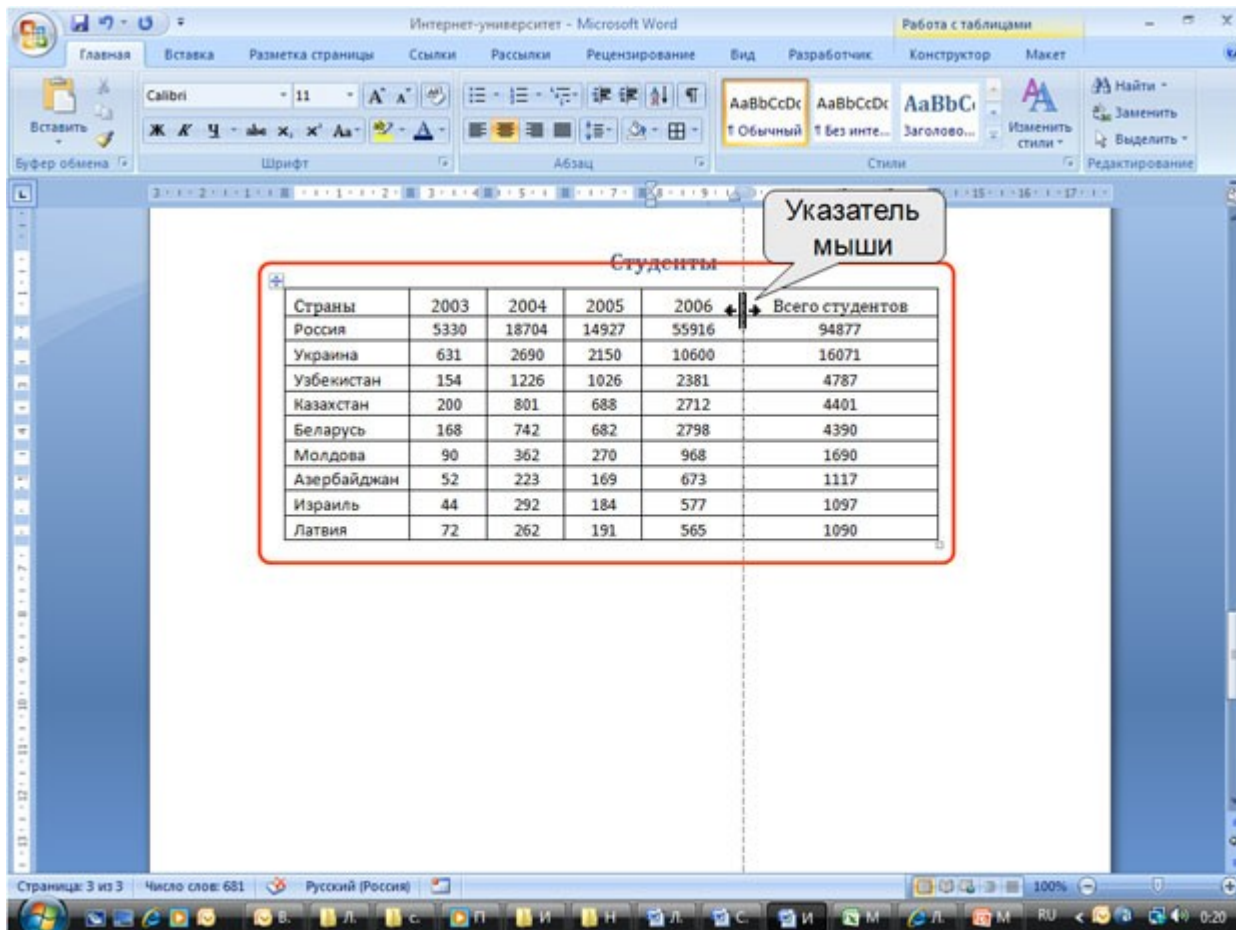 Интернет-университет - Microsoft Word Работа с таблицами
Главная Вставка Разметка страницы Ссылки Рассылки Рецензирование Вид Разработчик Конструктор Макет
Calibri 11 Найти
AaBbCcDc AaBbCcDc AaBbC Заменить
Вставить Ж К Ч abe x, x² Aa ¶ Обычный ¶ Без инте... Заголово... Изменить стили Выделить
Буфер обмена Шрифт Абзац Стили Редактирование
Указатель
мыши
Студенты
Страны 2003 2004 2005 2006 Всего студентов
Россия 5330 18704 14927 55916 94877
Украина 631 2690 2150 10600 16071
Узбекистан 154 1226 1026 2381 4787
Казахстан 200 801 688 2712 4401
Беларусь 168 742 682 2798 4390
Молдова 90 362 270 968 1690
Азербайджан 52 223 169 673 1117
Израиль 44 292 184 577 1097
Латвия 72 262 191 565 1090
Страница: 3 из 3 Число слов: 681 Русский (Россия) 100%
В. Л. с. П И Н Л. С. И М Л. М RU 0:20